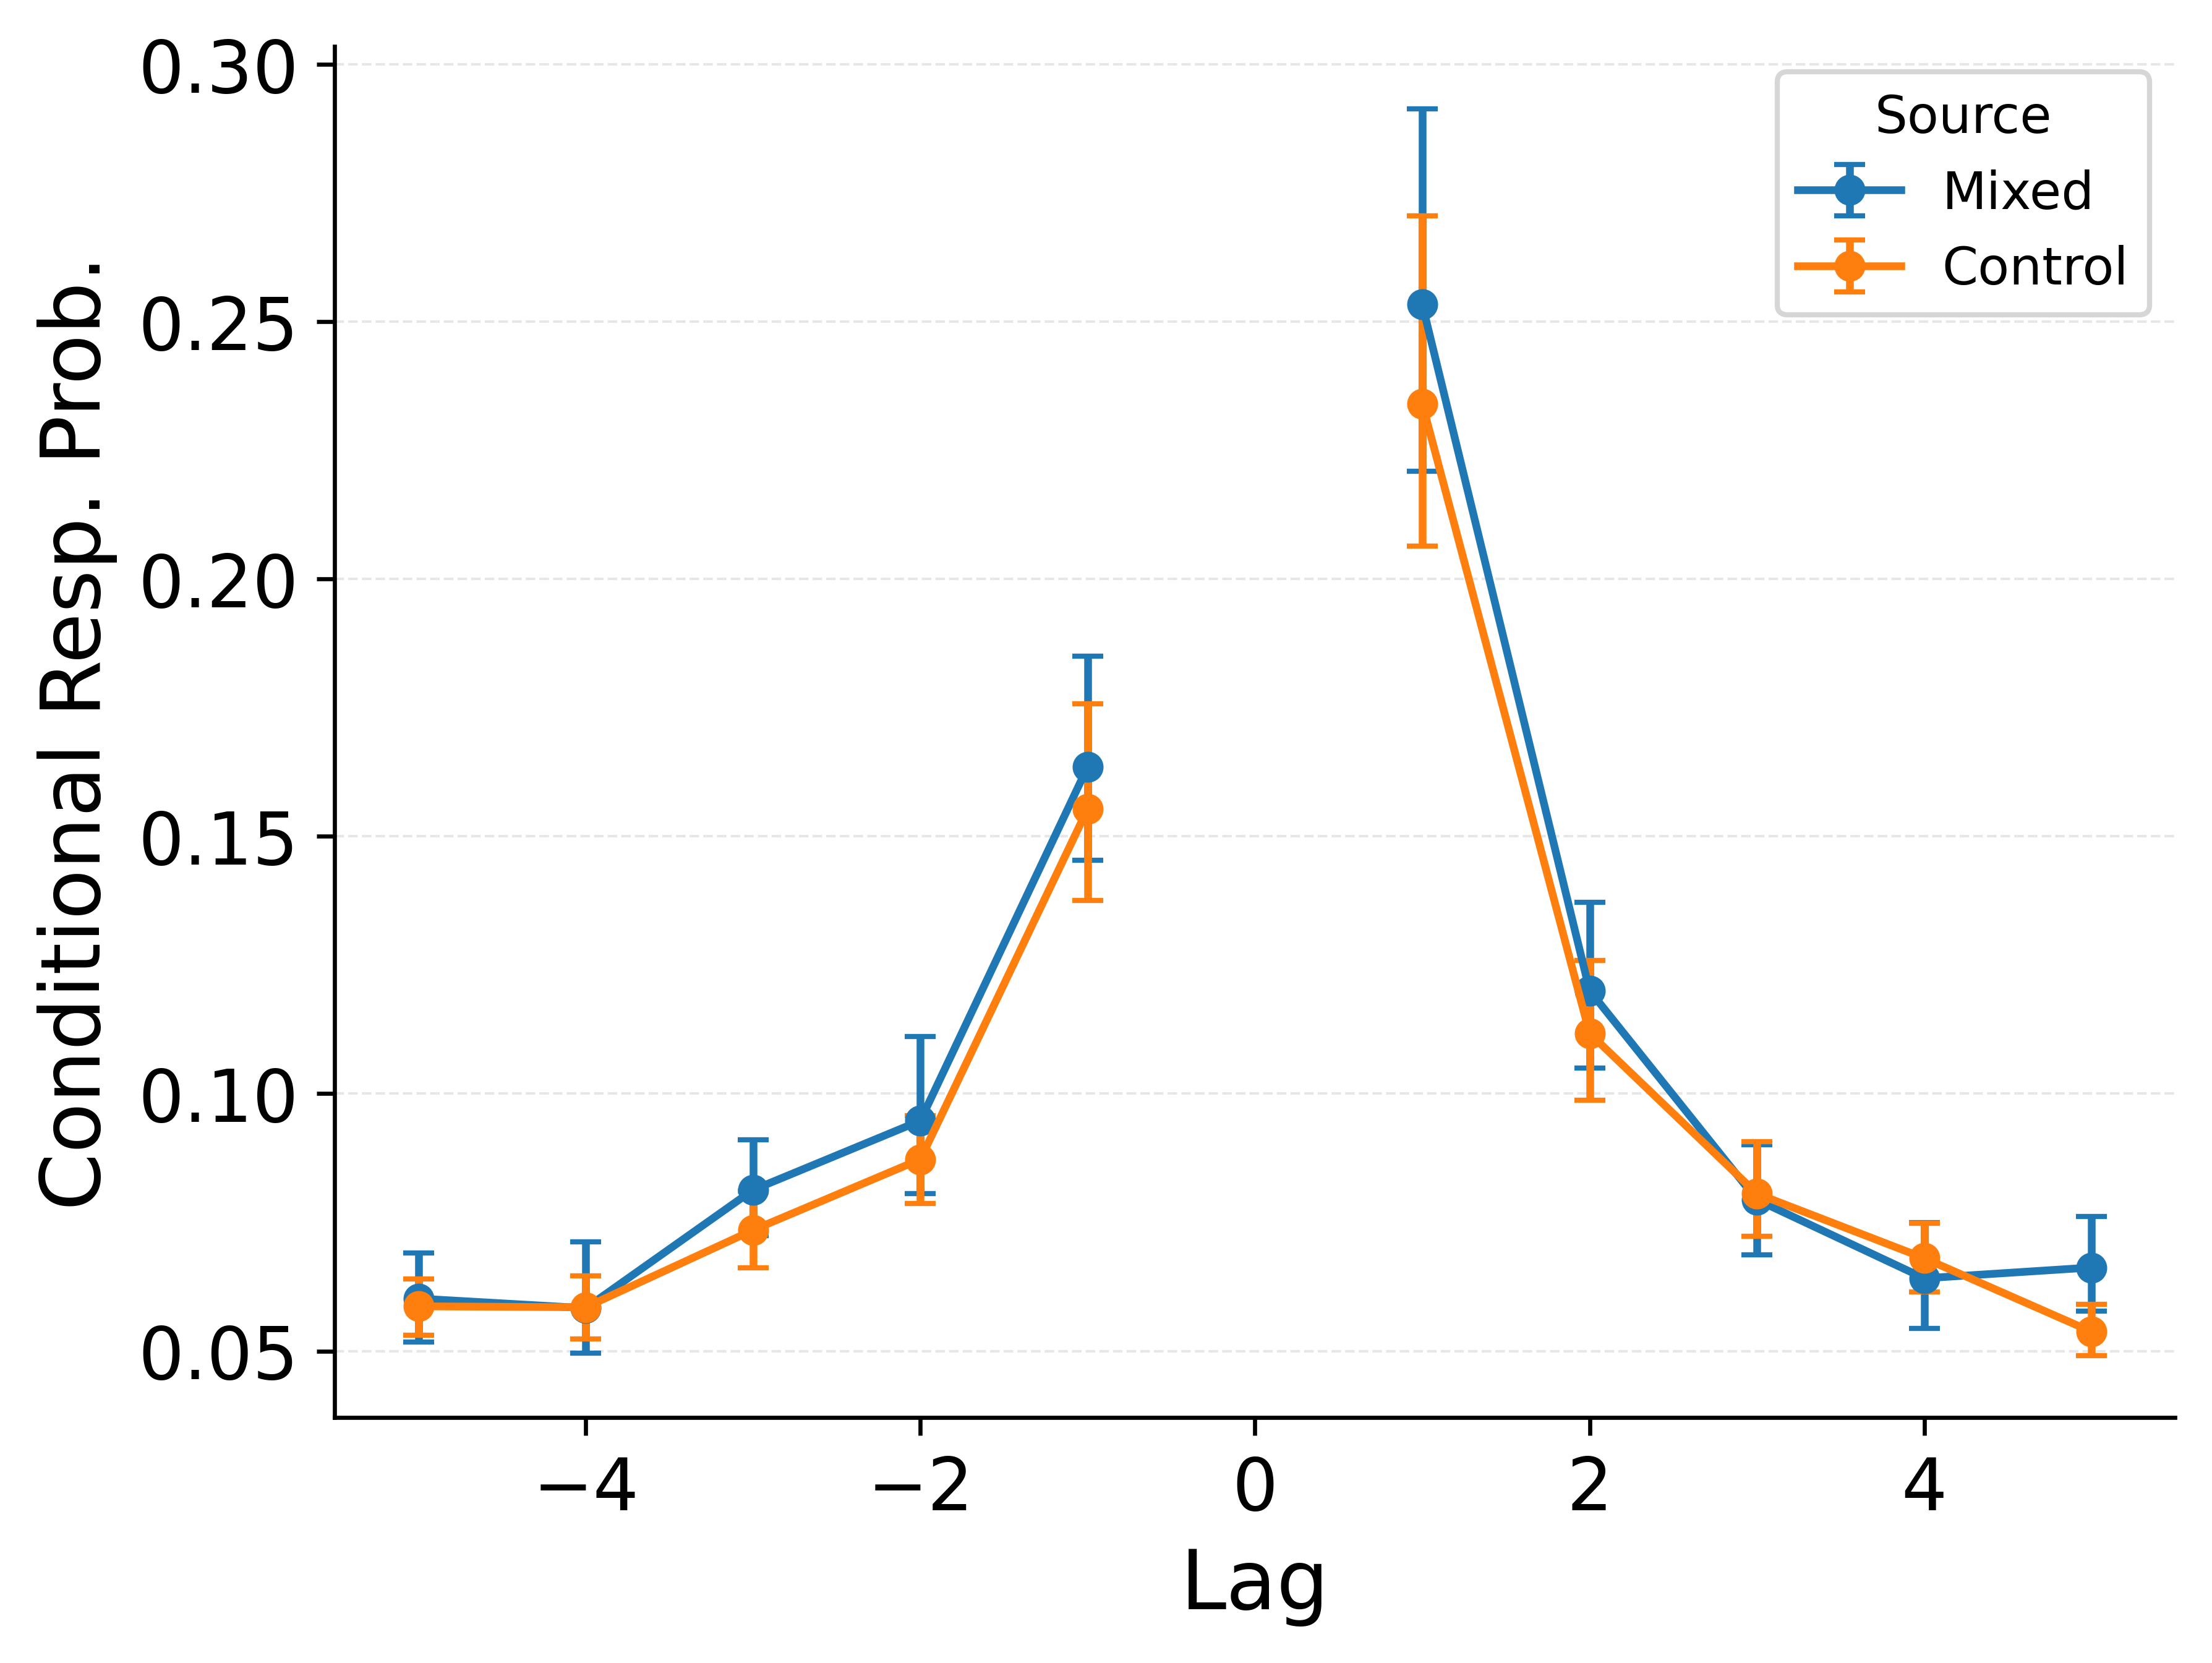 Conditional Resp. Prob.
0.30
0.25
0.20
0.15
0.10
0.05
Source
Mixed
Control
−4
−2
0
2
4
Lag